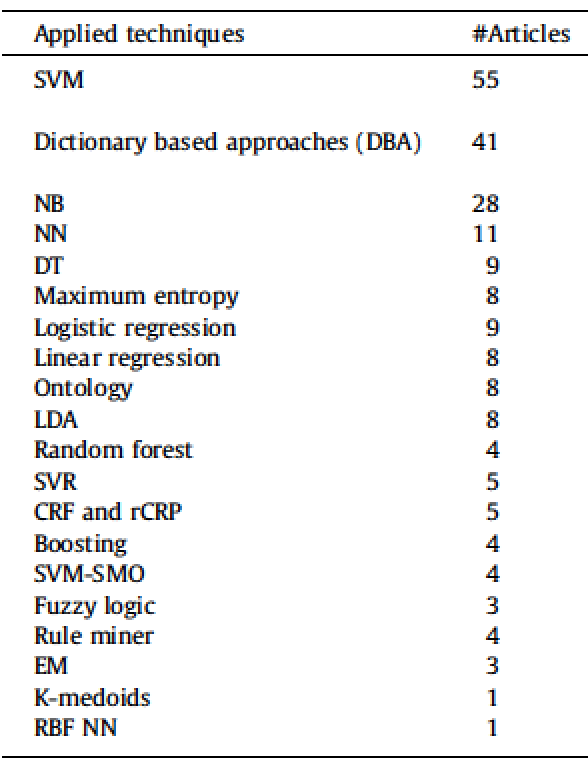 Applied techniques #Articles
SVM 55
Dictionary based approaches (DBA) 41
NB 28
NN 11
DT 9
Maximum entropy 8
Logistic regression 9
Linear regression 8
Ontology 8
LDA 8
Random forest 4
SVR 5
CRF and rCRP 5
Boosting 4
SVM-SMO 4
Fuzzy logic 3
Rule miner 4
EM 3
K-medoids 1
RBF NN 1